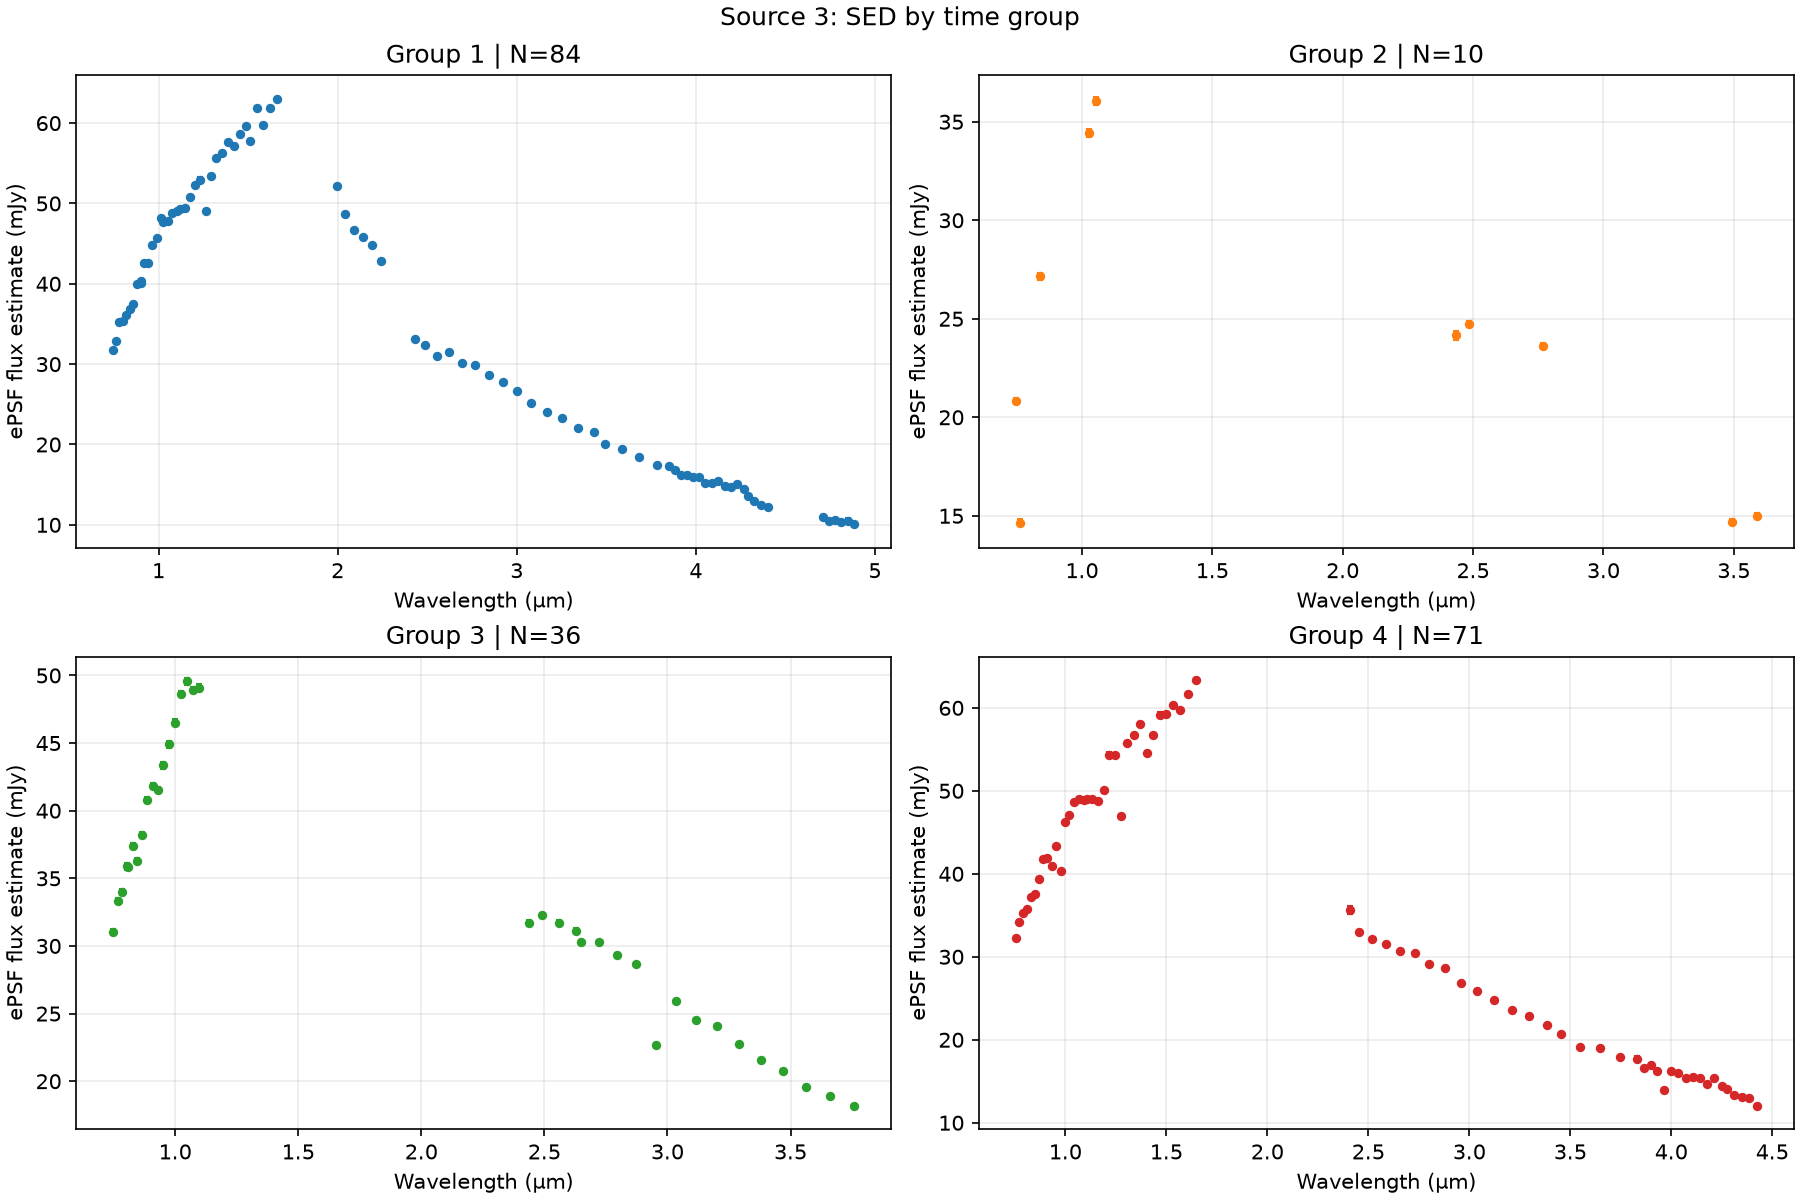 Source 3: SED by time group
Group 1 | N=84
ePSF flux estimate (mJy)
60
50
40
30
20
10
1 2 3 4 5
Wavelength (μm)
Group 2 | N=10
ePSF flux estimate (mJy)
35
30
25
20
15
1.0 1.5 2.0 2.5 3.0 3.5
Wavelength (μm)
Group 3 | N=36
ePSF flux estimate (mJy)
50
45
40
35
30
25
20
1.0 1.5 2.0 2.5 3.0 3.5
Wavelength (μm)
Group 4 | N=71
ePSF flux estimate (mJy)
60
50
40
30
20
10
1.0 1.5 2.0 2.5 3.0 3.5 4.0 4.5
Wavelength (μm)